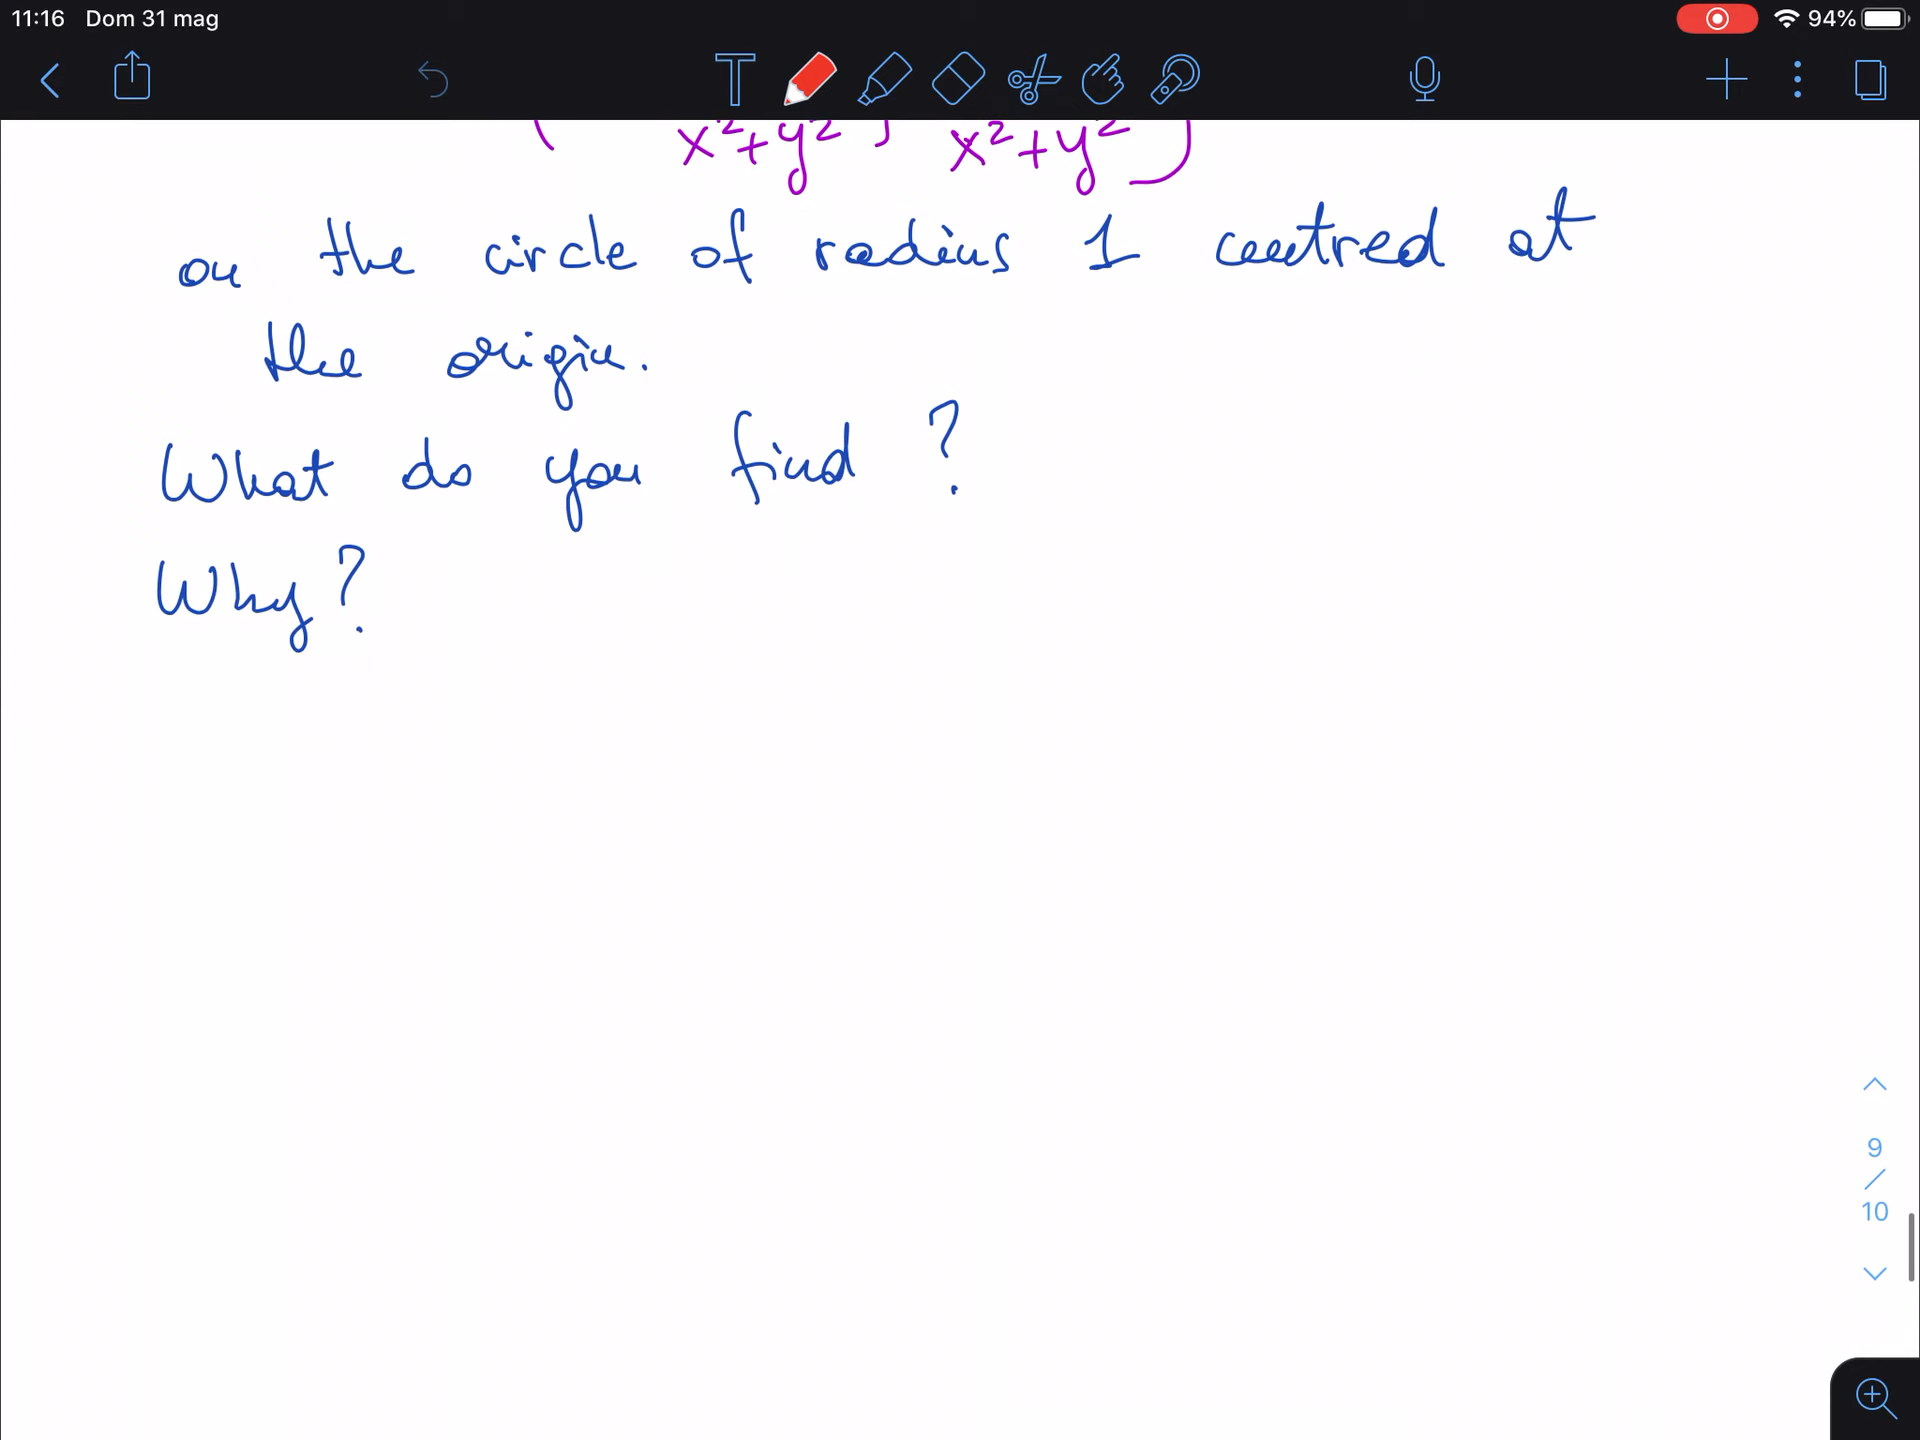 11:16 Dom 31 mag 94%
T
( x²+y² , x²+y² )
on the circle of radius 1 centred at
the origin.
What do you find ?
Why ?
9
/
10